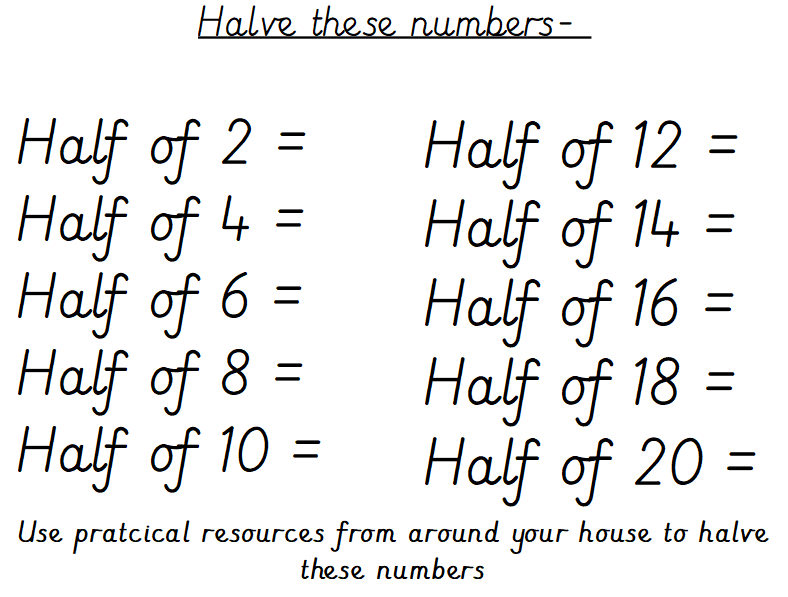 Halve these numbers-
Half of 2 =
Half of 4 =
Half of 6 =
Half of 8 =
Half of 10 =
Half of 12 =
Half of 14 =
Half of 16 =
Half of 18 =
Half of 20 =
Use pratcical resources from around your house to halve
these numbers